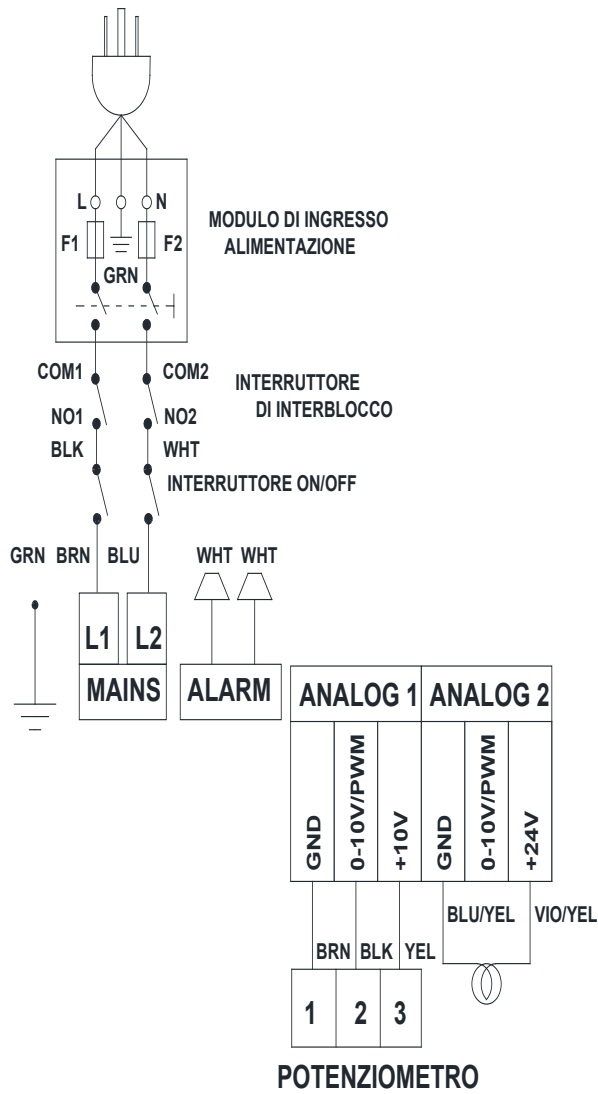 L
N
F1
F2
MODULO DI INGRESSO
ALIMENTAZIONE
GRN
COM1
COM2
INTERRUTTORE
DI INTERBLOCCO
NO1
NO2
BLK
WHT
INTERRUTTORE ON/OFF
GRN BRN BLU
WHT WHT
L1 L2
MAINS
ALARM
ANALOG 1
ANALOG 2
GND
0-10V/PWM
+10V
GND
0-10V/PWM
+24V
BLU/YEL
VIO/YEL
BRN BLK YEL
1 2 3
POTENZIOMETRO